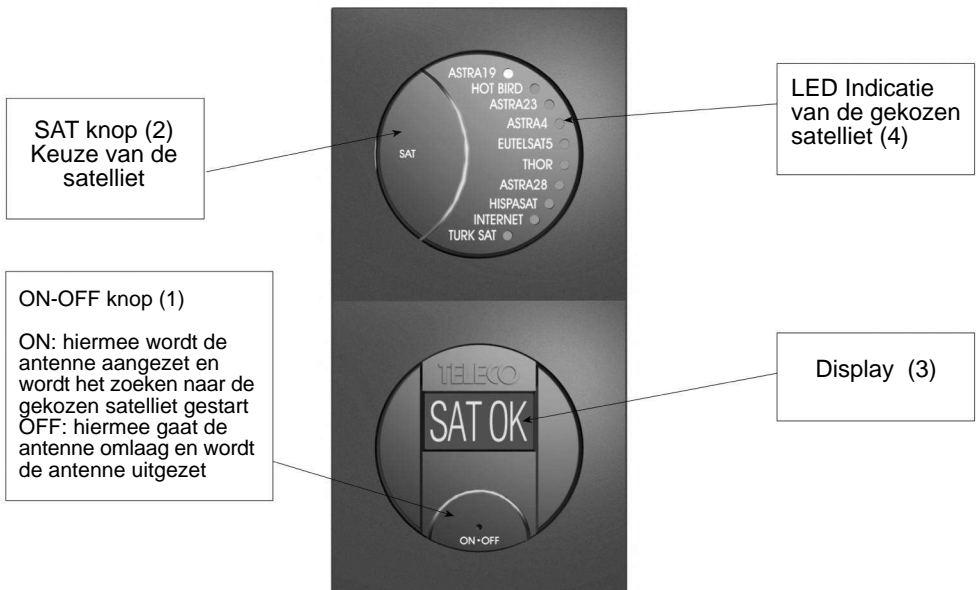 SAT knop (2)
Keuze van de
satelliet
ON-OFF knop (1)
ON: hiermee wordt de
antenne aangezet en
wordt het zoeken naar de
gekozen satelliet gestart
OFF: hiermee gaat de
antenne omlaag en wordt
de antenne uitgezet
ASTRA19
HOT BIRD
ASTRA23
ASTRA4
EUTELSAT5
THOR
ASTRA28
HISPASAT
INTERNET
TURK SAT
SAT
TELECO
SAT OK
ON•OFF
LED Indicatie
van de gekozen
satelliet (4)
Display (3)